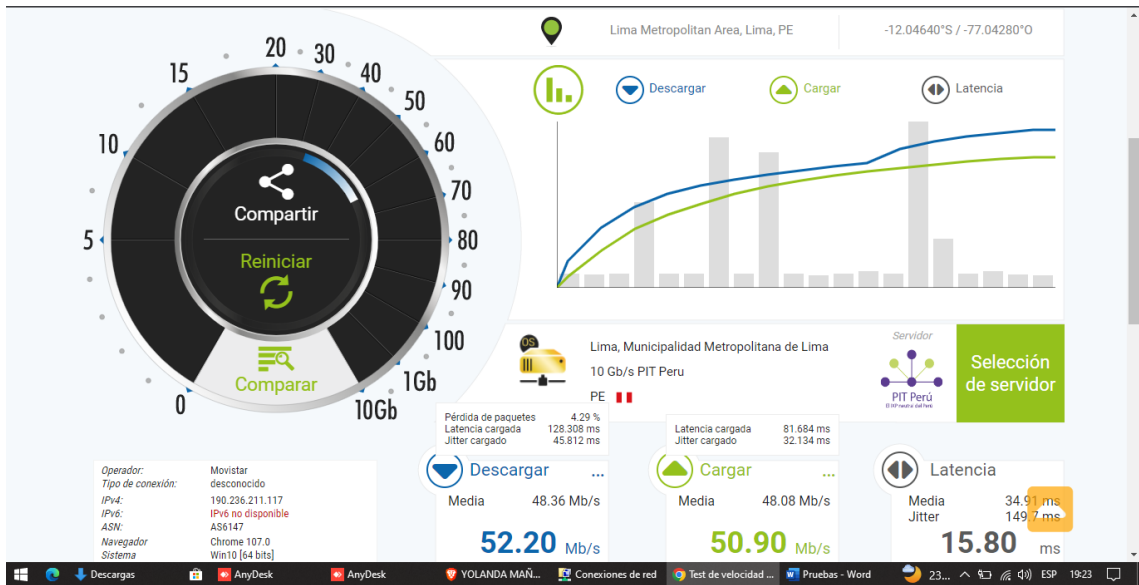 Lima Metropolitan Area, Lima, PE
-12.04640°S / -77.04280°O
0
5
10
15
20
30
40
50
60
70
80
90
100
1Gb
10Gb
Compartir
Reiniciar
Comparar
Descargar
Cargar
Latencia
OS
Lima, Municipalidad Metropolitana de Lima
10 Gb/s PIT Peru
PE
Servidor
PIT Perú
El IXP neutral del Perú
Selección
de servidor
Pérdida de paquetes 4.29 %
Latencia cargada 128.308 ms
Jitter cargado 45.812 ms
Latencia cargada 81.684 ms
Jitter cargado 32.134 ms
Operador: Movistar
Tipo de conexión: desconocido
IPv4: 190.236.211.117
IPv6: IPv6 no disponible
ASN: AS6147
Navegador Chrome 107.0
Sistema Win10 [64 bits]
Descargar ...
Media 48.36 Mb/s
52.20 Mb/s
Cargar ...
Media 48.08 Mb/s
50.90 Mb/s
Latencia
Media 34.91 ms
Jitter 149.7 ms
15.80 ms
Descargas
AnyDesk
AnyDesk
YOLANDA MAÑ...
Conexiones de red
Test de velocidad ...
Pruebas - Word
23...
ESP
19:23